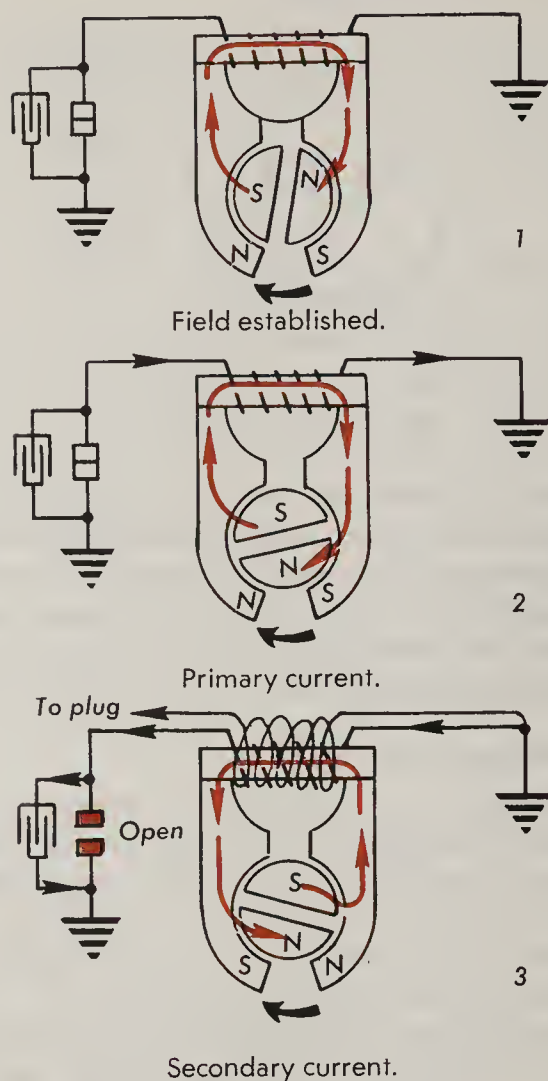 S
N
N
S
1
Field established.
S
N
N
S
2
Primary current.
To plug
Open
S
N
S
N
3
Secondary current.